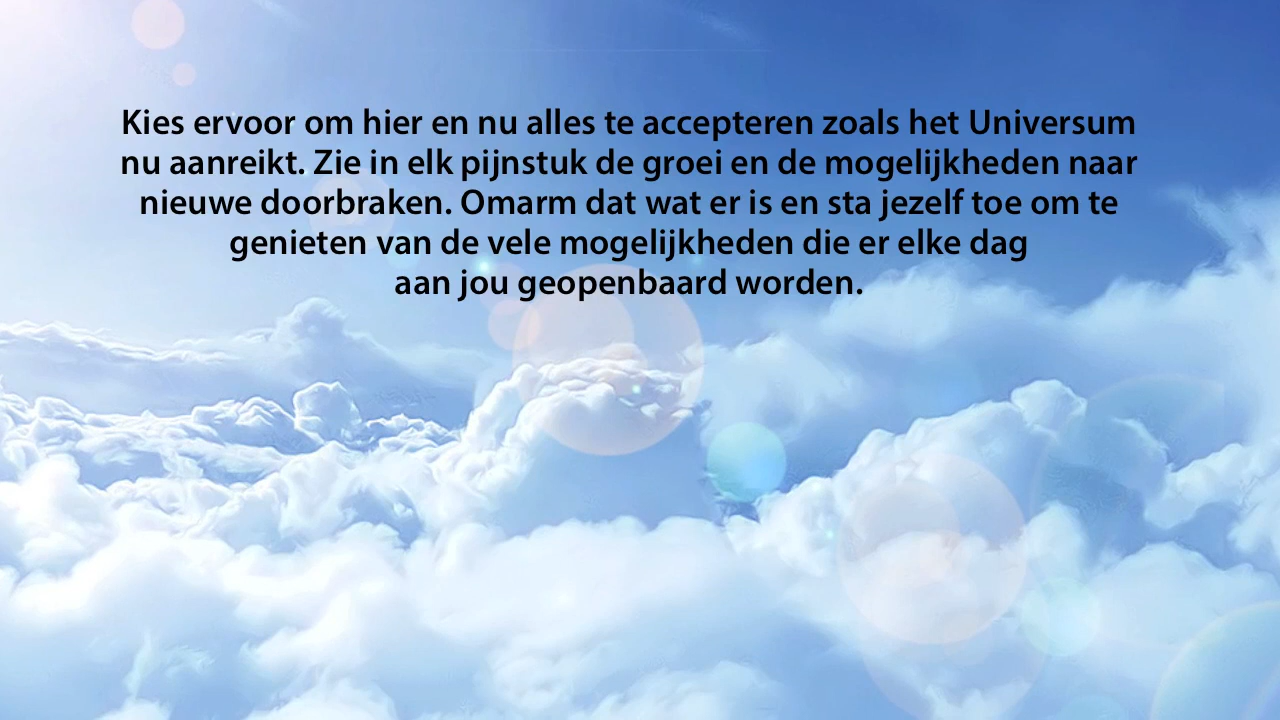 Kies ervoor om hier en nu alles te accepteren zoals het Universum
nu aanreikt. Zie in elk pijnstuk de groei en de mogelijkheden naar
nieuwe doorbraken. Omarm dat wat er is en sta jezelf toe om te
genieten van de vele mogelijkheden die er elke dag
aan jou geopenbaard worden.